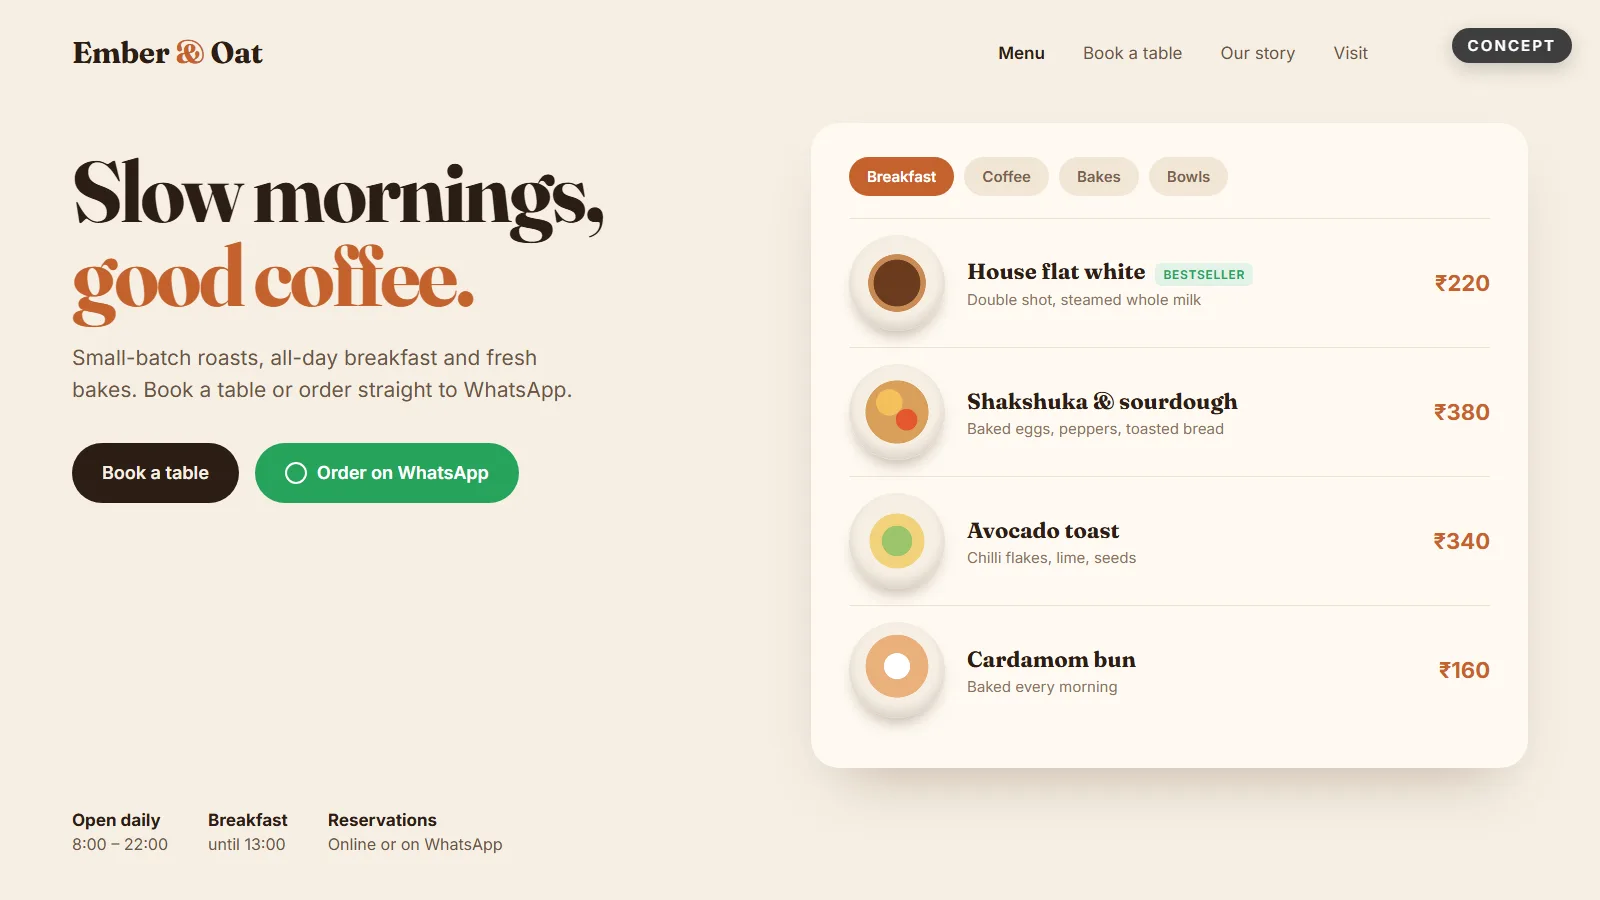 Ember & Oat
Menu
Book a table
Our story
Visit
CONCEPT
Slow mornings,
good coffee.
Small-batch roasts, all-day breakfast and fresh
bakes. Book a table or order straight to WhatsApp.
Book a table
Order on WhatsApp
Breakfast
Coffee
Bakes
Bowls
House flat white BESTSELLER
Double shot, steamed whole milk
₹220
Shakshuka & sourdough
Baked eggs, peppers, toasted bread
₹380
Avocado toast
Chilli flakes, lime, seeds
₹340
Cardamom bun
Baked every morning
₹160
Open daily
8:00 – 22:00
Breakfast
until 13:00
Reservations
Online or on WhatsApp